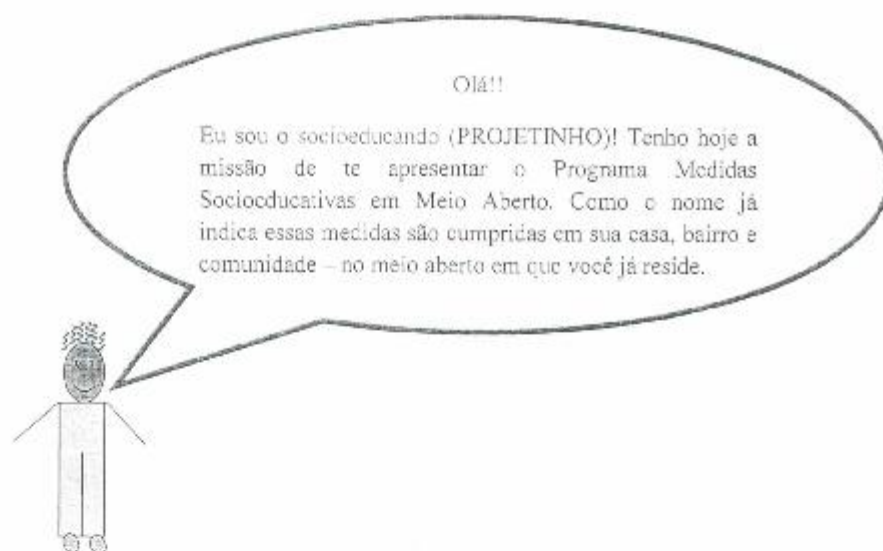 Olá!!
Eu sou o socioeducando (PROJETINHO)! Tenho hoje a
missão de te apresentar o Programa Medidas
Socioeducativas em Meio Aberto. Como o nome já
indica essas medidas são cumpridas em sua casa, bairro e
comunidade – no meio aberto em que você já reside.